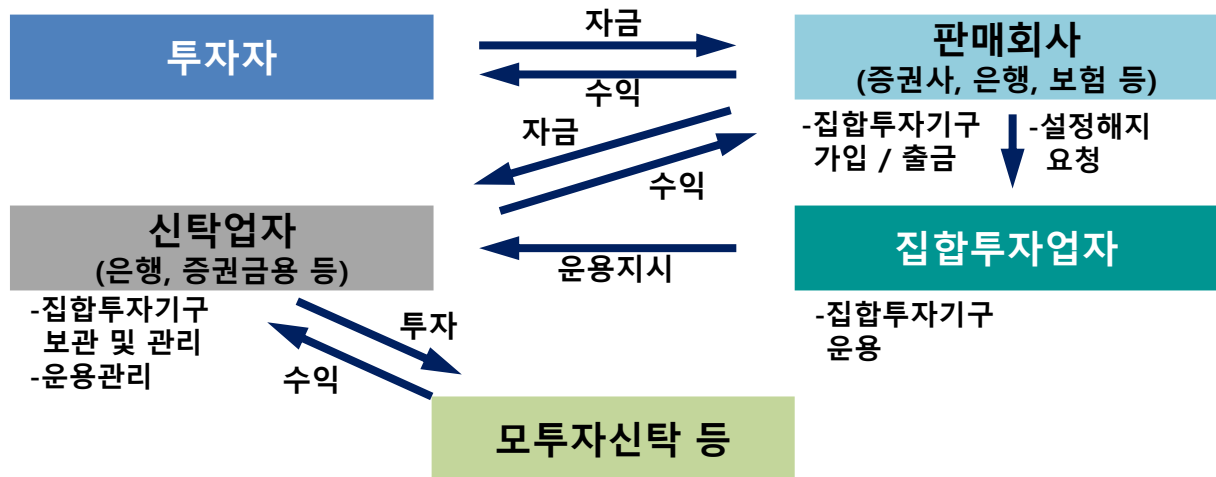 투자자
자금
수익
판매회사
(증권사, 은행, 보험 등)
-집합투자기구
가입 / 출금
-설정해지
요청
자금
수익
신탁업자
(은행, 증권금용 등)
운용지시
집합투자업자
-집합투자기구
보관 및 관리
-운용관리
투자
수익
-집합투자기구
운용
모투자신탁 등